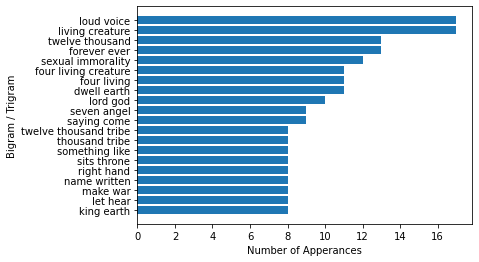 loud voice
living creature
twelve thousand
forever ever
sexual immorality
four living creature
four living
dwell earth
lord god
seven angel
saying come
twelve thousand tribe
thousand tribe
something like
sits throne
right hand
name written
make war
let hear
king earth
Bigram / Trigram
0 2 4 6 8 10 12 14 16
Number of Apperances